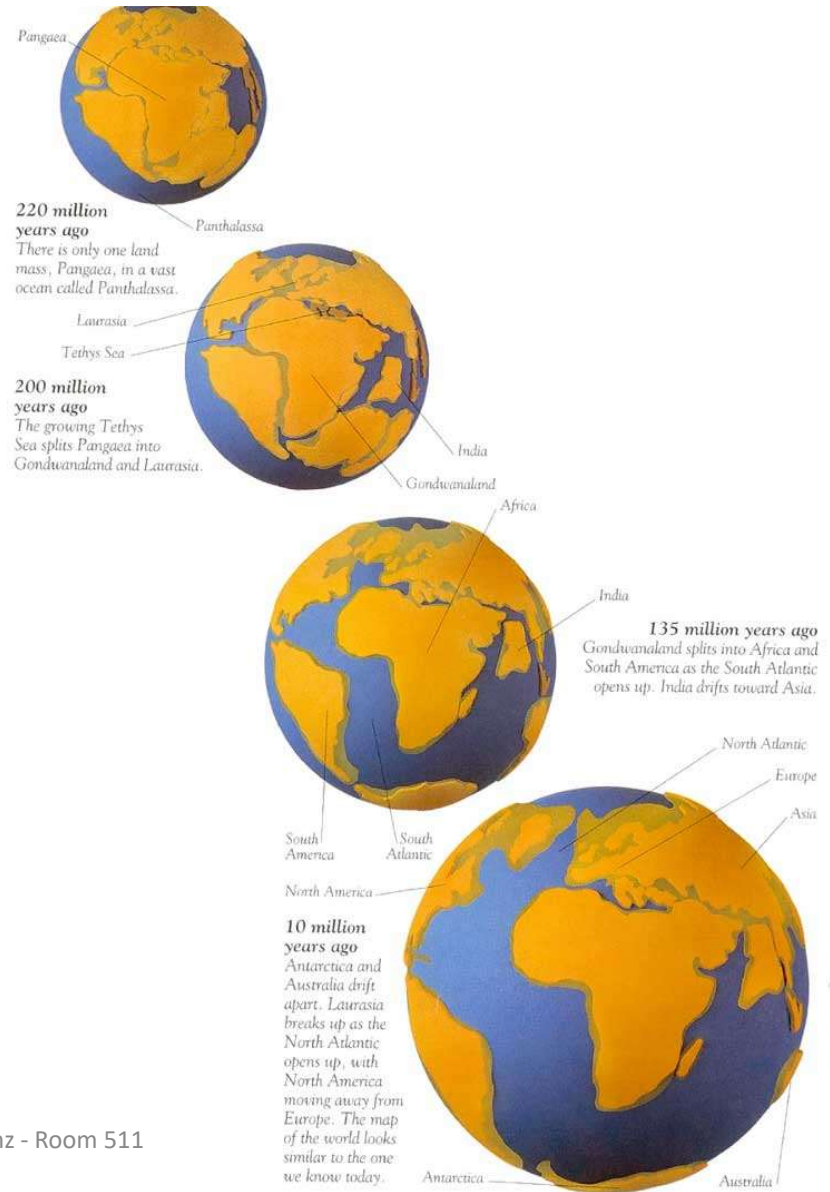 Pangaea
Panthalassa
220 million
years ago
There is only one land
mass, Pangaea, in a vast
ocean called Panthalassa.
Laurasia
Tethys Sea
200 million
years ago
The growing Tethys
Sea splits Pangaea into
Gondwanaland and Laurasia.
India
Gondwanaland
Africa
India
135 million years ago
Gondwanaland splits into Africa and
South America as the South Atlantic
opens up. India drifts toward Asia.
North Atlantic
Europe
Asia
South
America
South
Atlantic
North America
10 million
years ago
Antarctica and
Australia drift
apart. Laurasia
breaks up as the
North Atlantic
opens up, with
North America
moving away from
Europe. The map
of the world looks
similar to the one
we know today.
Antarctica
Australia
nz - Room 511